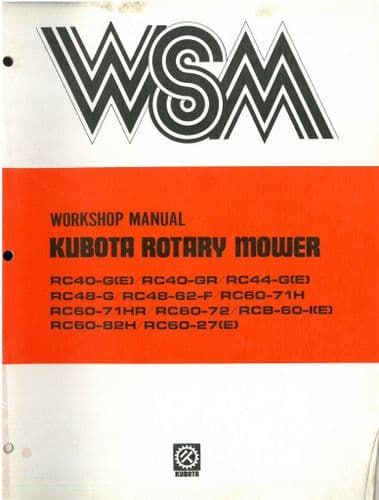 WSM
WORKSHOP MANUAL
KUBOTA ROTARY MOWER
RC40-G(E)/RC40-GR/RC44-G(E)
RC48-G/RC48-62-F/RC60-71H
RC60-71HR/RC60-72/RCB-60-I(E)
RC60-82H/RC60-27(E)
KUBOTA